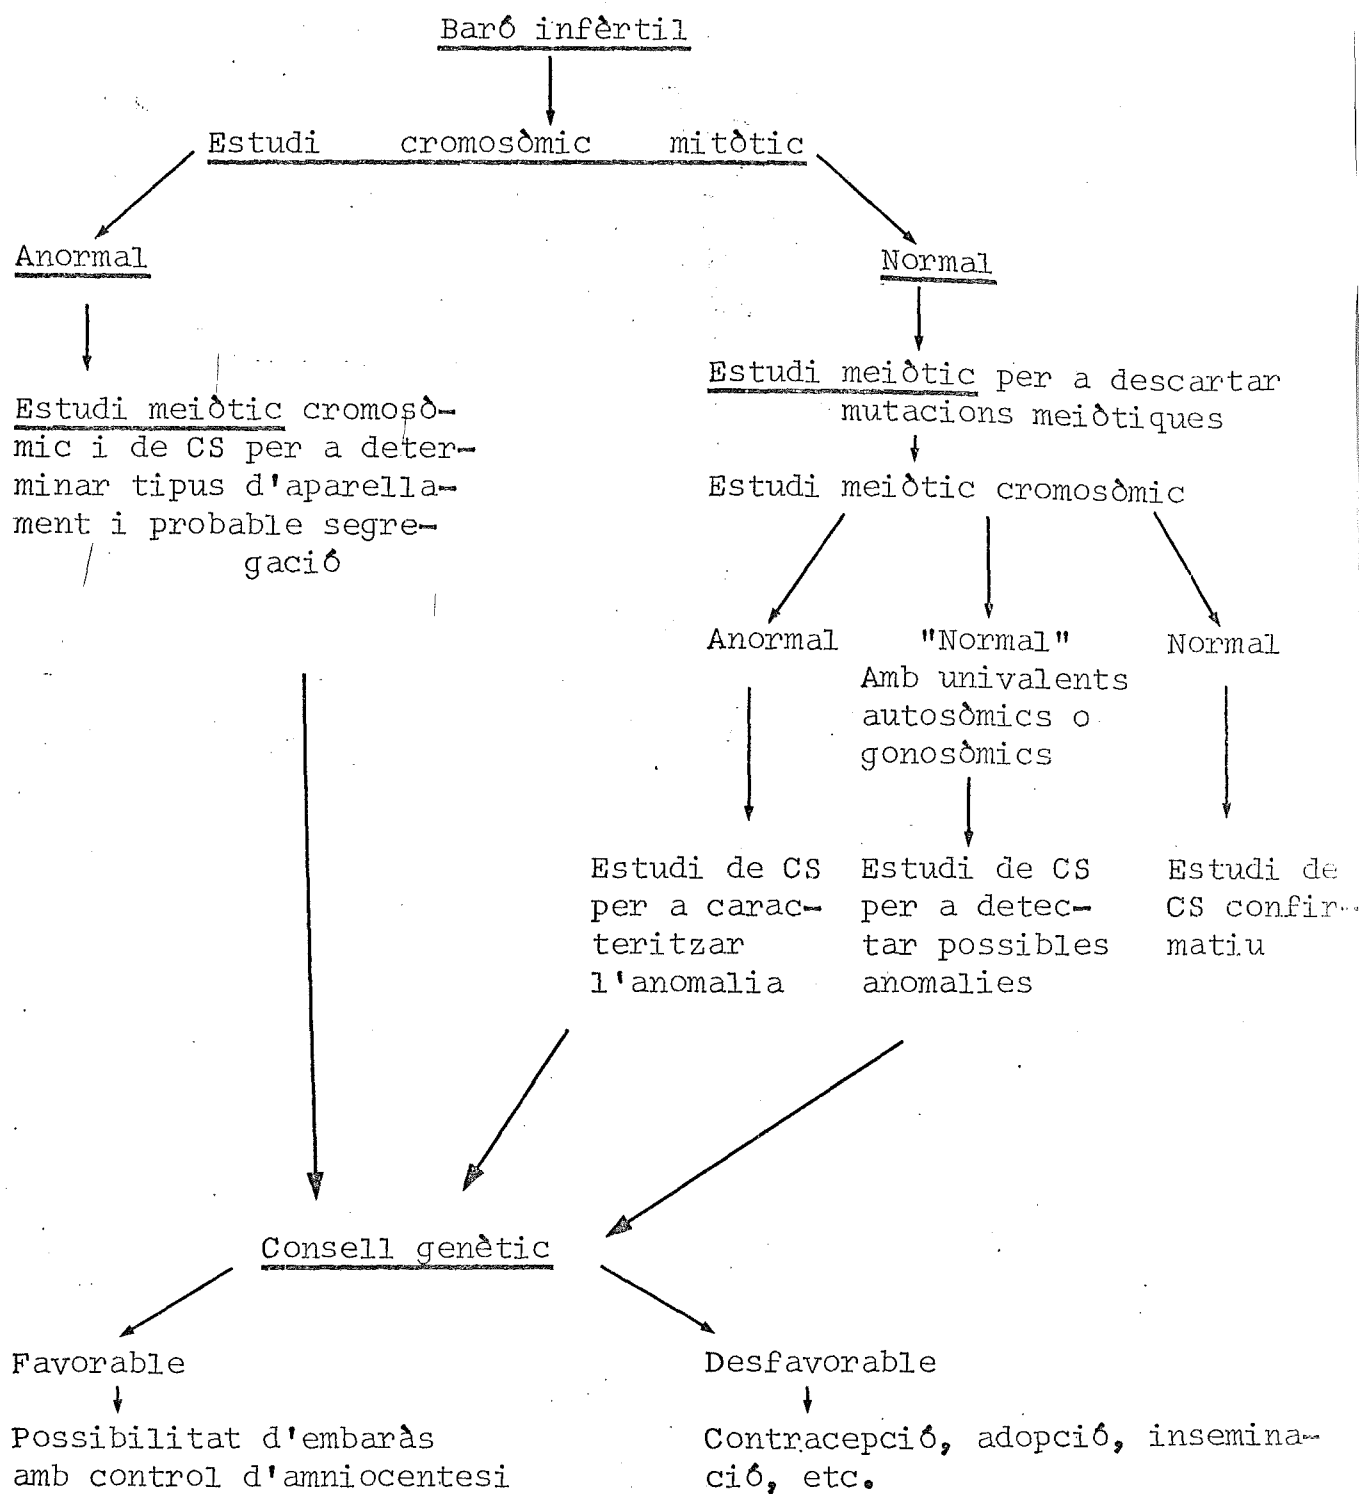 Baró infèrtil
Estudi cromosòmic mitòtic
Anormal
Normal
Estudi meiòtic cromosò-
mic i de CS per a deter-
minar tipus d'aparella-
ment i probable segre-
gació
Estudi meiòtic per a descartar
mutacions meiòtiques
Estudi meiòtic cromosòmic
Anormal
"Normal"
Amb univalents
autosòmics o
gonosòmics
Normal
Estudi de CS
per a carac-
teritzar
l'anomalia
Estudi de CS
per a detec-
tar possibles
anomalies
Estudi de
CS confir-
matiu
Consell genètic
Favorable
Possibilitat d'embaràs
amb control d'amniocentesi
Desfavorable
Contracepció, adopció, insemina-
ció, etc.